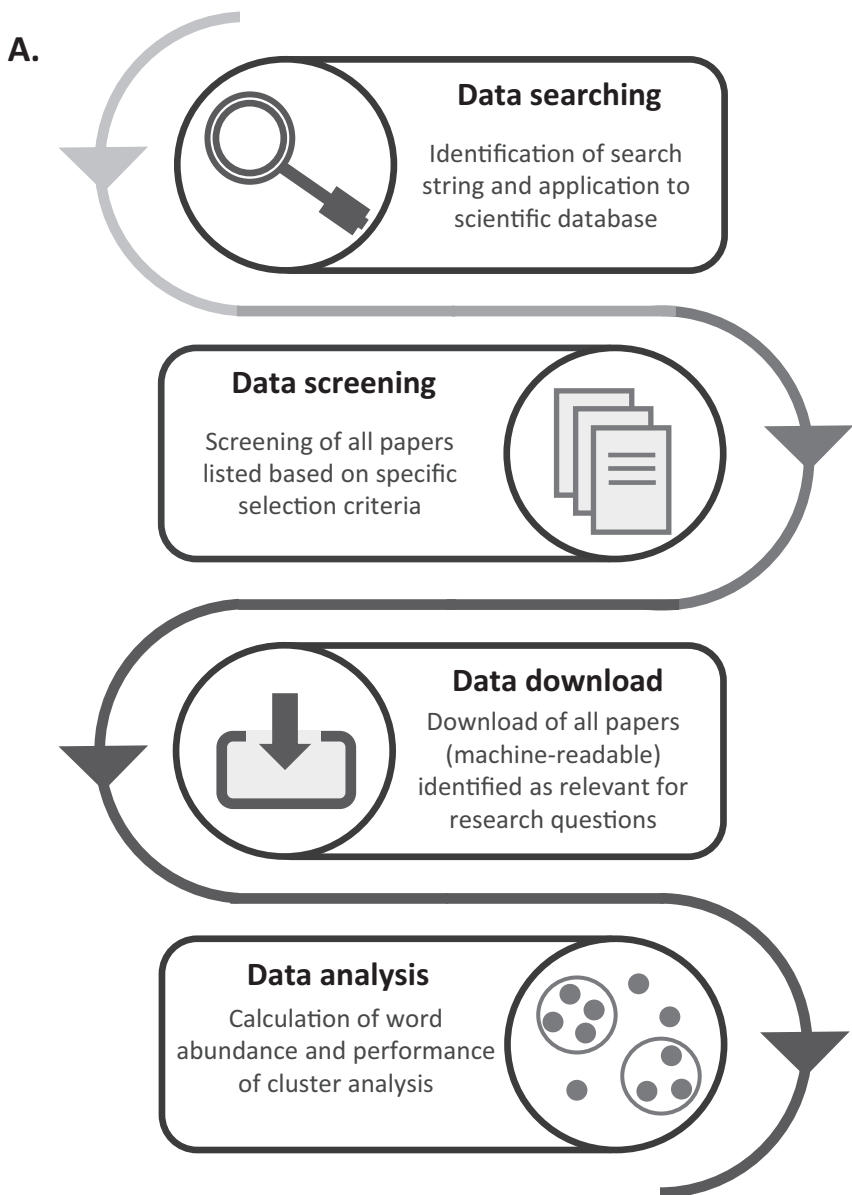 A.
Data searching
Identification of search
string and application to
scientific database
Data screening
Screening of all papers
listed based on specific
selection criteria
Data download
Download of all papers
(machine-readable)
identified as relevant for
research questions
Data analysis
Calculation of word
abundance and performance
of cluster analysis